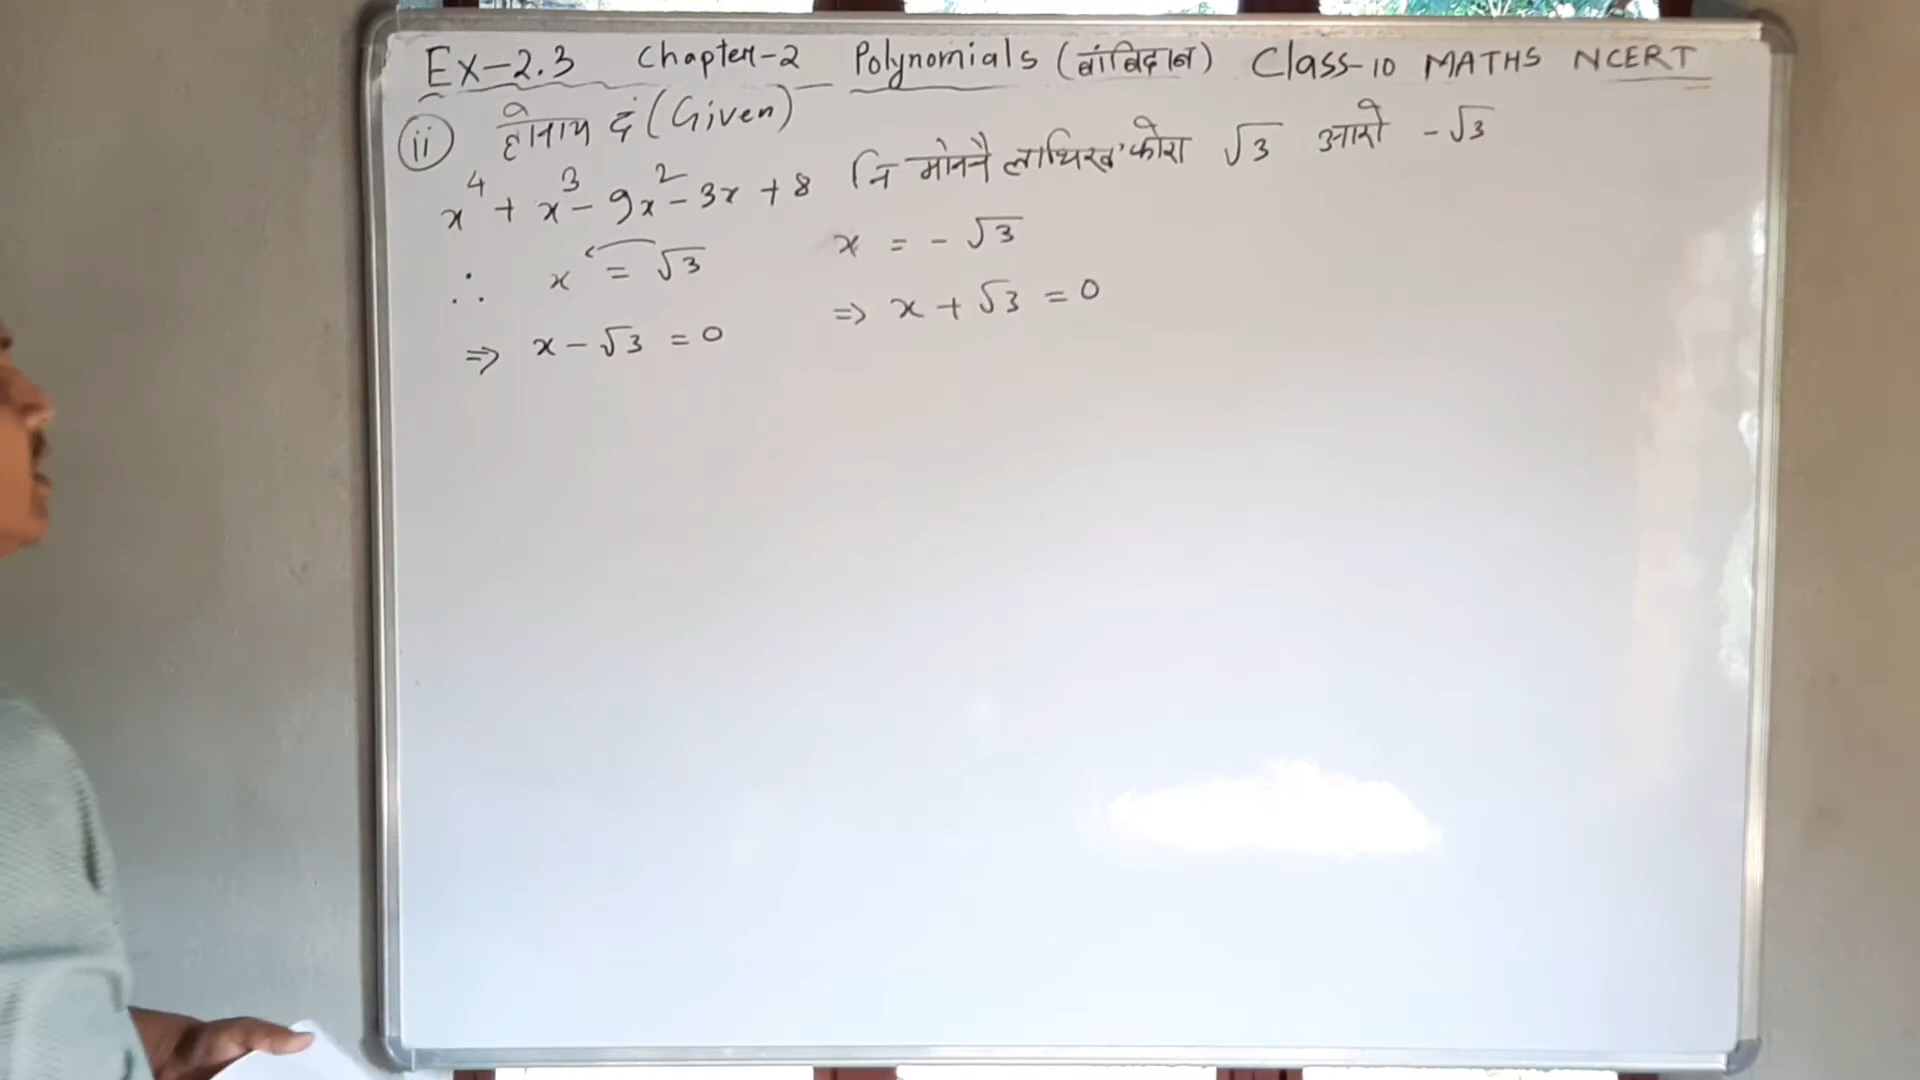 Ex-2.3 Chapter-2 Polynomials (बांबिदान) Class-10 MATHS NCERT
ii होनाय दं (Given)
x⁴ + x³ - 9x² - 3x + 8 नि मोननै लाथिख' फोरा √3 आरो -√3
∴ x = √3 x = -√3
⇒ x - √3 = 0 ⇒ x + √3 = 0